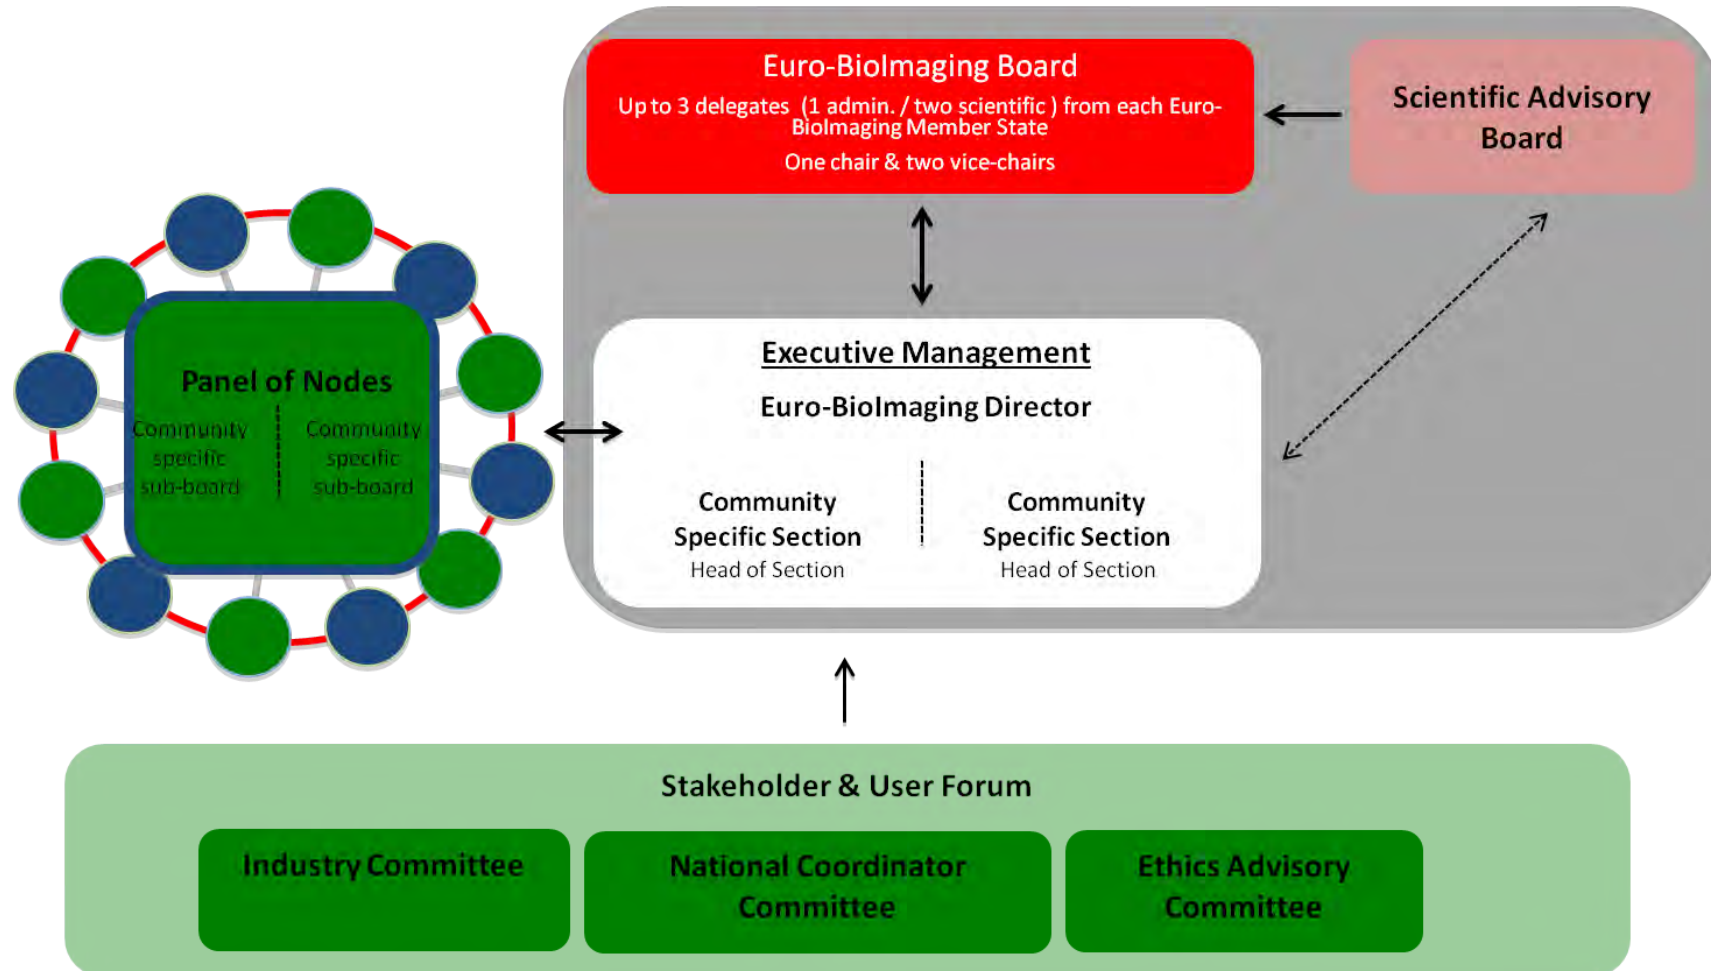 Euro-BioImaging Board
Up to 3 delegates (1 admin. / two scientific ) from each Euro-
BioImaging Member State
One chair & two vice-chairs
Scientific Advisory
Board
Panel of Nodes
Community
specific
sub-board
Community
specific
sub-board
Executive Management
Euro-BioImaging Director
Community
Specific Section
Head of Section
Community
Specific Section
Head of Section
Stakeholder & User Forum
Industry Committee
National Coordinator
Committee
Ethics Advisory
Committee